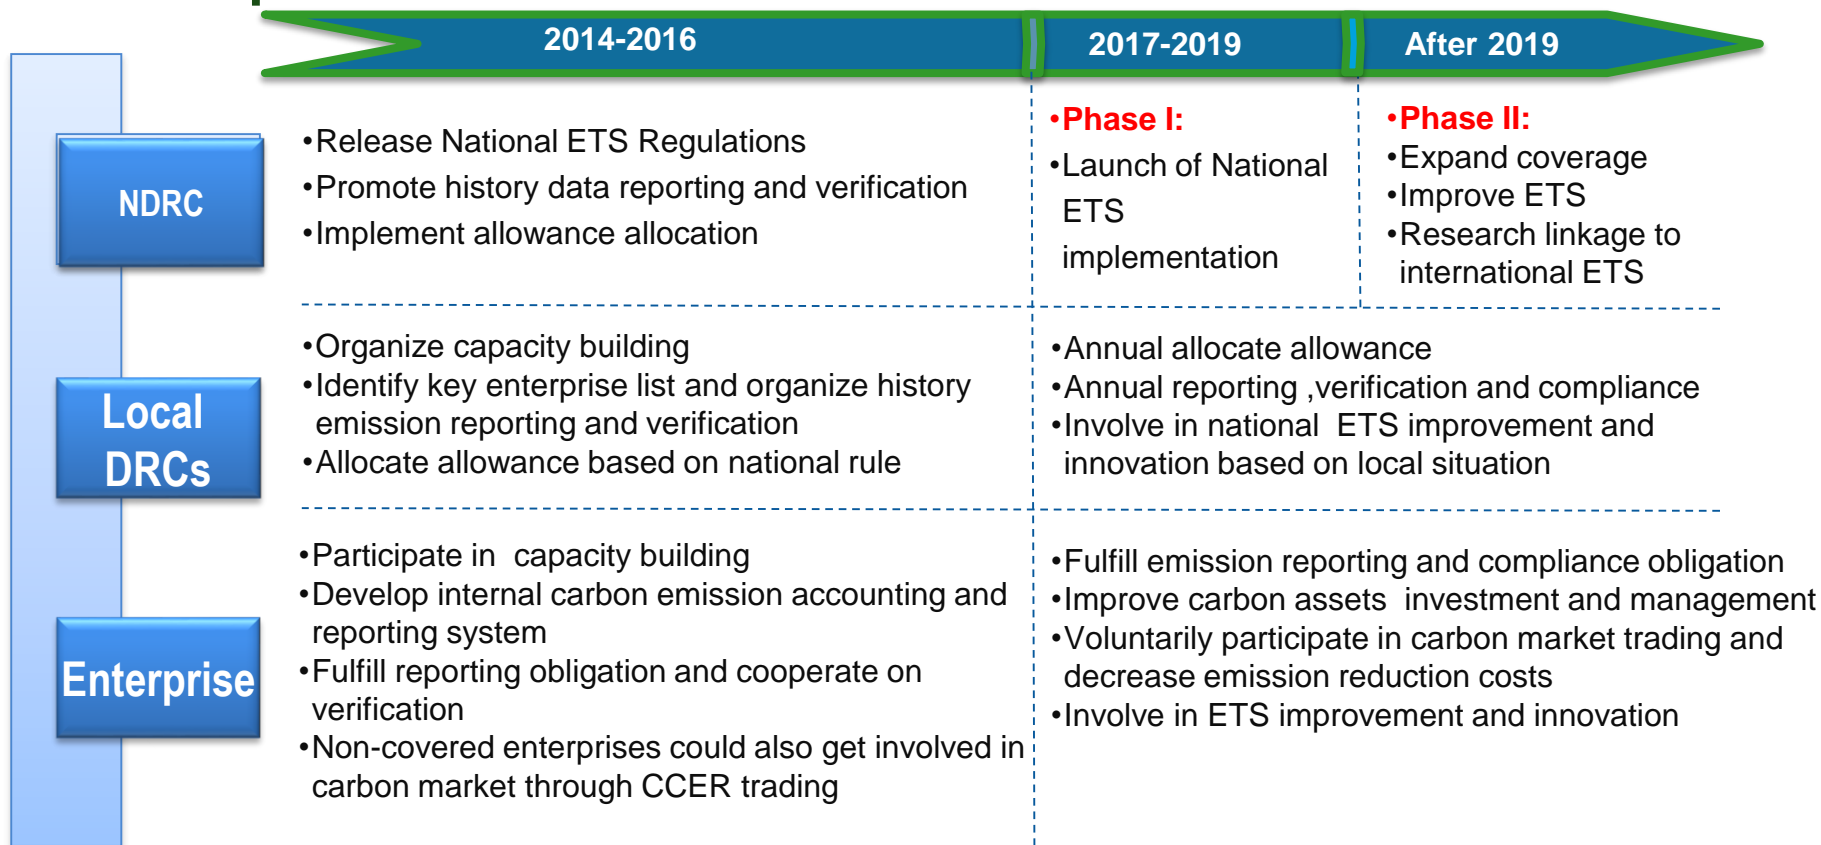 2014-2016
2017-2019
After 2019
NDRC
•Release National ETS Regulations
•Promote history data reporting and verification
•Implement allowance allocation
•Phase I:
•Launch of National
ETS
implementation
•Phase II:
•Expand coverage
•Improve ETS
•Research linkage to
international ETS
Local
DRCs
•Organize capacity building
•Identify key enterprise list and organize history
emission reporting and verification
•Allocate allowance based on national rule
•Annual allocate allowance
•Annual reporting ,verification and compliance
•Involve in national  ETS improvement and
innovation based on local situation
Enterprise
•Participate in  capacity building
•Develop internal carbon emission accounting and
reporting system
•Fulfill reporting obligation and cooperate on
verification
•Non-covered enterprises could also get involved in
carbon market through CCER trading
•Fulfill emission reporting and compliance obligation
•Improve carbon assets  investment and management
•Voluntarily participate in carbon market trading and
decrease emission reduction costs
•Involve in ETS improvement and innovation